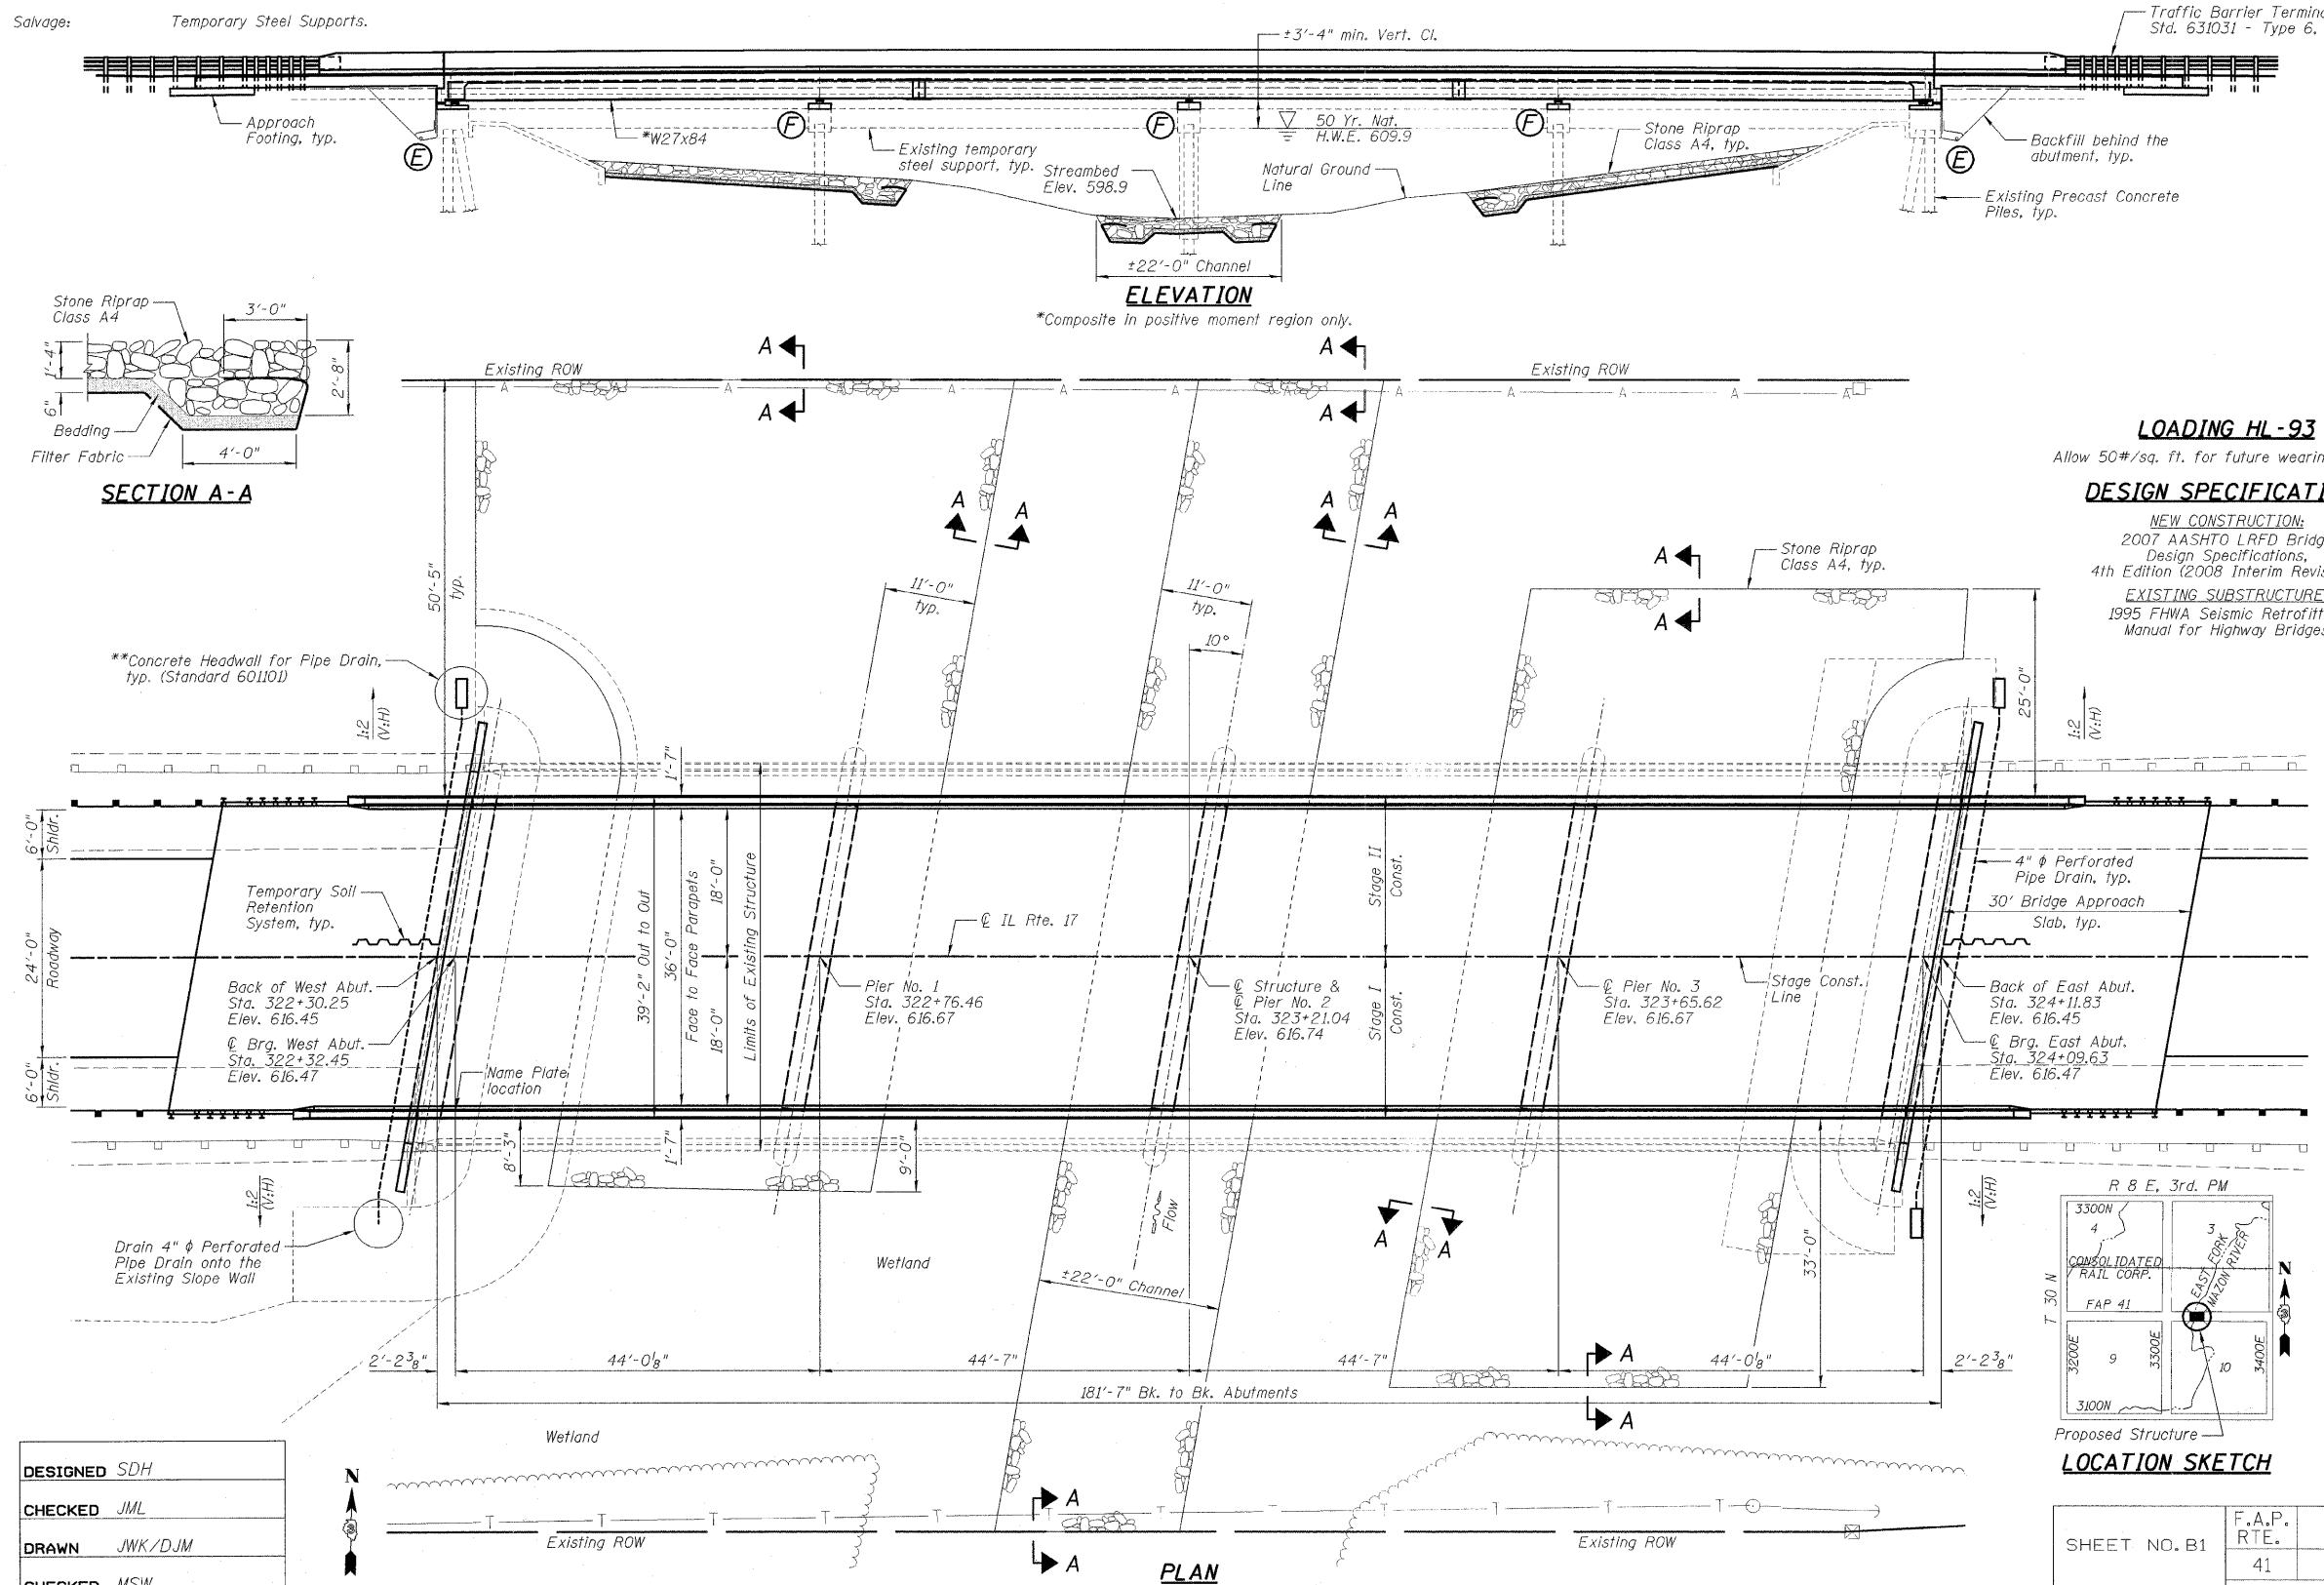 Salvage: Temporary Steel Supports.
±3'-4" min. Vert. Cl.
Std. 631031 - Type 6,
Traffic Barrier
Approach
Footing, typ.
E
*W27x84
F
Existing temporary
steel support, typ.
Streambed
Elev. 598.9
F
50 Yr. Nat.
H.W.E. 609.9
Natural Ground
Line
F
Stone Riprap
Class A4, typ.
Backfill behind the
abutment, typ.
E
Existing Precast Concrete
Piles, typ.
±22'-0" Channel
ELEVATION
*Composite in positive moment region only.
Stone Riprap
Class A4
3'-0"
1'-4"
6"
2'-8"
Bedding
Filter Fabric
4'-0"
SECTION A-A
Existing ROW
A
A
A
A
Existing ROW
A
A
A
A
A
A
LOADING HL-93
Allow 50#/sq. ft. for future
DESIGN
NEW CONSTRUCTION:
2007 AASHTO LRFD
Design Specifications,
4th Edition (2008 Interim
EXISTING
1995 FHWA Seismic
Manual for Highway
Stone Riprap
Class A4, typ.
50'-5"
typ.
11'-0"
typ.
11'-0"
typ.
10°
25'-0"
**Concrete Headwall for Pipe Drain,
typ. (Standard 601101)
1:2
(V:H)
1:2
(V:H)
1'-7"
6'-0"
Shldr.
24'-0"
Roadway
6'-0"
Shldr.
Temporary Soil
Retention
System, typ.
39'-2" Out to Out
36'-0"
Face to Face Parapets
18'-0"
18'-0"
Limits of Existing Structure
℄ IL Rte. 17
Stage II
Const.
Stage I
Const.
4" ϕ Perforated
Pipe Drain, typ.
30' Bridge Approach
Slab, typ.
Back of West Abut.
Sta. 322+30.25
Elev. 616.45
℄ Brg. West Abut.
Sta. 322+32.45
Elev. 616.47
Pier No. 1
Sta. 322+76.46
Elev. 616.67
℄ Structure &
℄ Pier No. 2
Sta. 323+21.04
Elev. 616.74
℄ Pier No. 3
Sta. 323+65.62
Elev. 616.67
Stage Const.
Line
Back of East Abut.
Sta. 324+11.83
Elev. 616.45
℄ Brg. East Abut.
Sta. 324+09.63
Elev. 616.47
Name Plate
location
8'-3"
1'-7"
9'-0"
1:2
(V:H)
Drain 4" ϕ Perforated
Pipe Drain onto the
Existing Slope Wall
Wetland
Flow
A
A
33'-0"
1:2
(V:H)
±22'-0" Channel
2'-2⅜"
44'-0⅛"
44'-7"
44'-7"
44'-0⅛"
2'-2⅜"
181'-7" Bk. to Bk. Abutments
A
A
Wetland
R 8 E, 3rd. PM
3300N
4
3
CONSOLIDATED
RAIL CORP.
EAST FORK
MAZON RIVER
FAP 41
T 30 N
3200E
9
3300E
10
3400E
3100N
N
Proposed Structure
LOCATION SKETCH
DESIGNED SDH
CHECKED JML
DRAWN JWK/DJM
CHECKED MSW
N
T T T T T T T T T T
Existing ROW
A
A
Existing ROW
PLAN
SHEET NO. B1
F.A.P.
RTE.
41